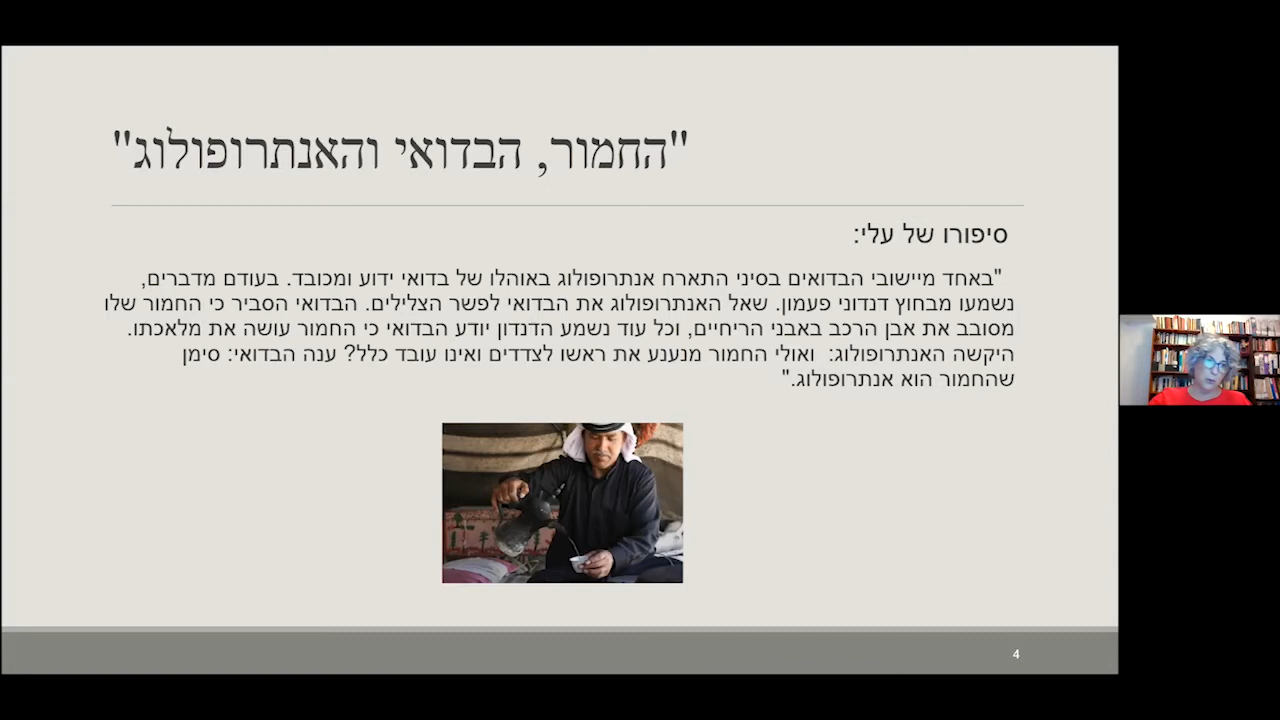 "החמור, הבדואי והאנתרופולוג"
סיפורו של עלי:
"באחד מיישובי הבדואים בסיני התארח אנתרופולוג באוהלו של בדואי ידוע ומכובד. בעודם מדברים,
נשמעו מבחוץ דנדוני פעמון. שאל האנתרופולוג את הבדואי לפשר הצלילים. הבדואי הסביר כי החמור שלו
מסובב את אבן הרכב באבני הריחיים, וכל עוד נשמע הדנדון יודע הבדואי כי החמור עושה את מלאכתו.
היקשה האנתרופולוג: ואולי החמור מנענע את ראשו לצדדים ואינו עובד כלל? ענה הבדואי: סימן
שהחמור הוא אנתרופולוג."
4